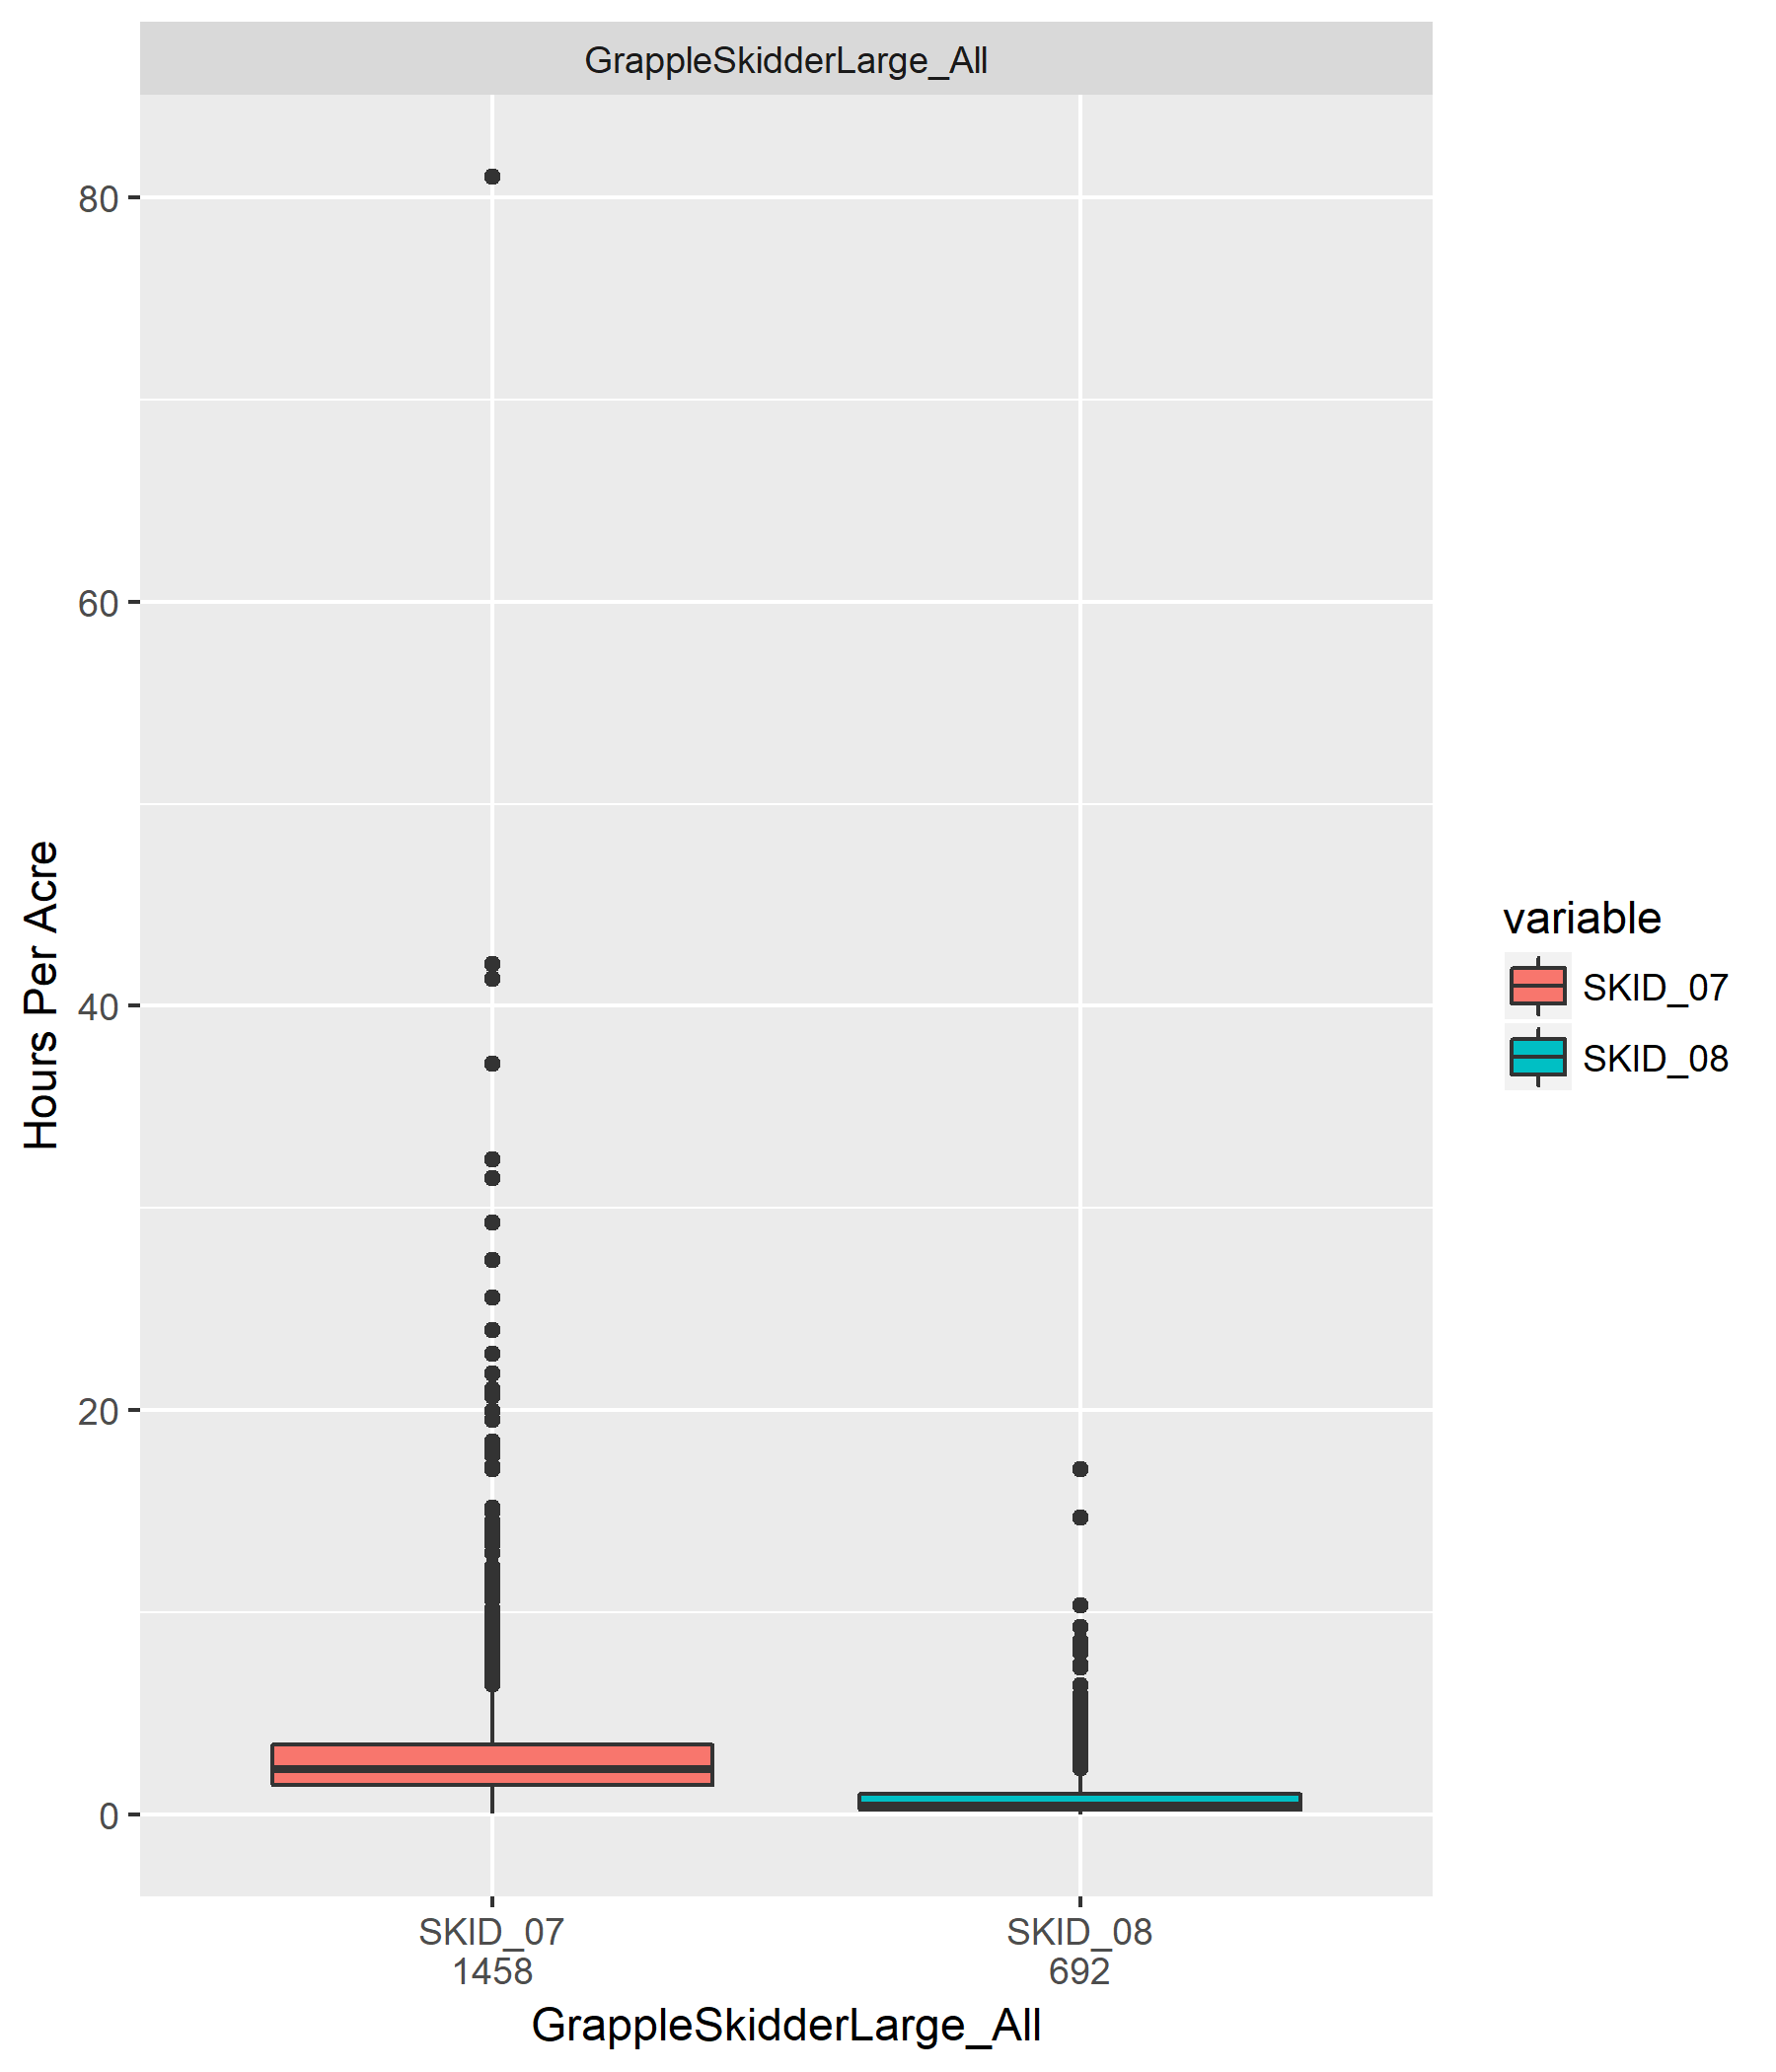 GrappleSkidderLarge_All
80
60
40
20
0
Hours Per Acre
SKID_07
1458
SKID_08
692
GrappleSkidderLarge_All
variable
SKID_07
SKID_08